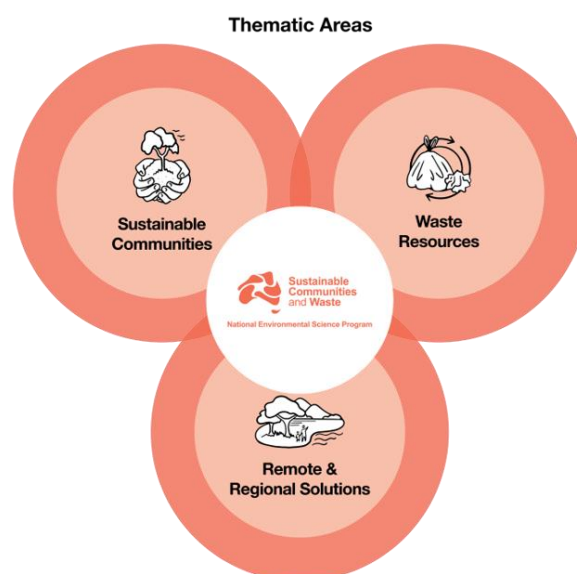 Thematic Areas
Sustainable
Communities
Waste
Resources
Sustainable
Communities
and Waste
National Environmental Science Program
Remote &
Regional Solutions